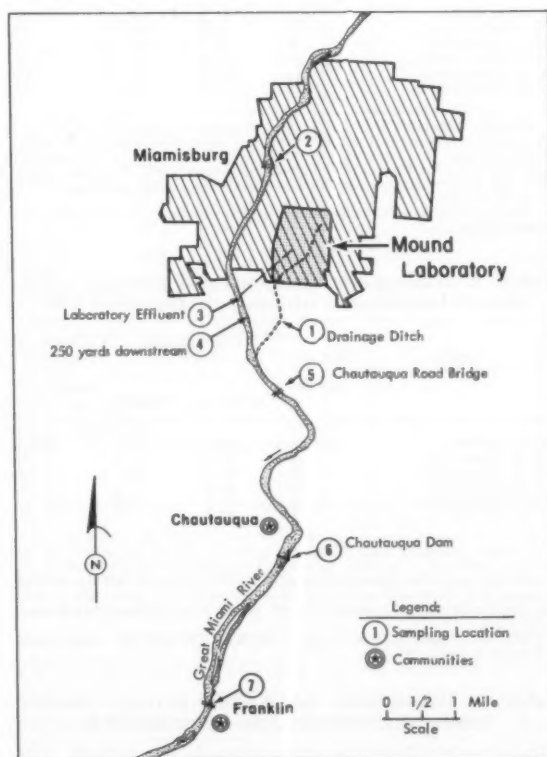 2
Miamisburg
Mound
Laboratory
Laboratory Effluent 3
1 Drainage Ditch
250 yards downstream 4
5 Chautauqua Road Bridge
Chautauqua
6 Chautauqua Dam
N
Great Miami River
Legend:
1 Sampling Location
Communities
7
Franklin
0 1/2 1 Mile
Scale